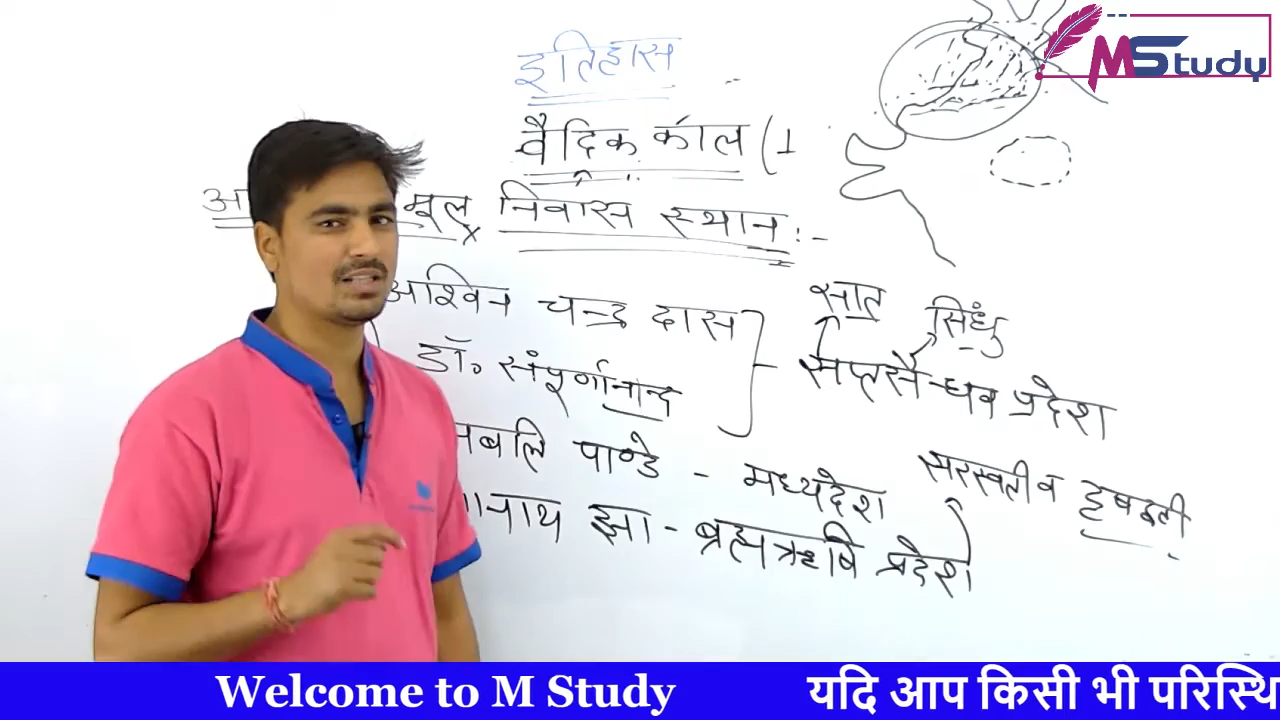 MStudy
इतिहास
वैदिक काल (1
मूल निवास स्थान :-
अश्विन चन्द्र दास
सात सिंधु
डॉ. संपूर्णानन्द
सप्तसैन्धव प्रदेश
पाण्डे - मध्यदेश
सरस्वती व दृषद्वती
झा - ब्रह्मऋषि प्रदेश
Welcome to M Study
यदि आप किसी भी परिस्थि